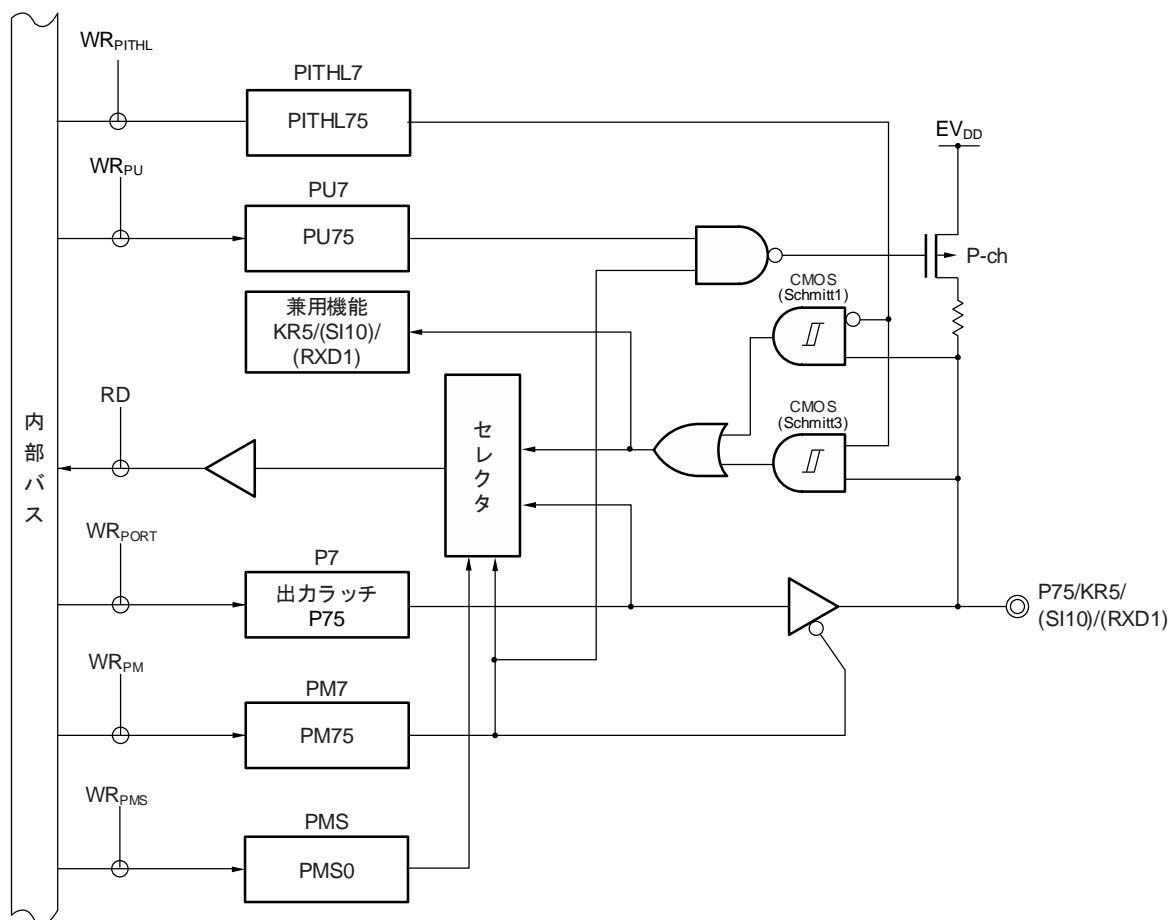 WRPITHL
PITHL7
PITHL75
EVDD
WRPU
PU7
PU75
P-ch
CMOS
(Schmitt1)
兼用機能
KR5/(SI10)/
(RXD1)
RD
内部バス
セレクタ
CMOS
(Schmitt3)
WRPORT
P7
出力ラッチ
P75
P75/KR5/
(SI10)/(RXD1)
WRPM
PM7
PM75
WRPMS
PMS
PMS0